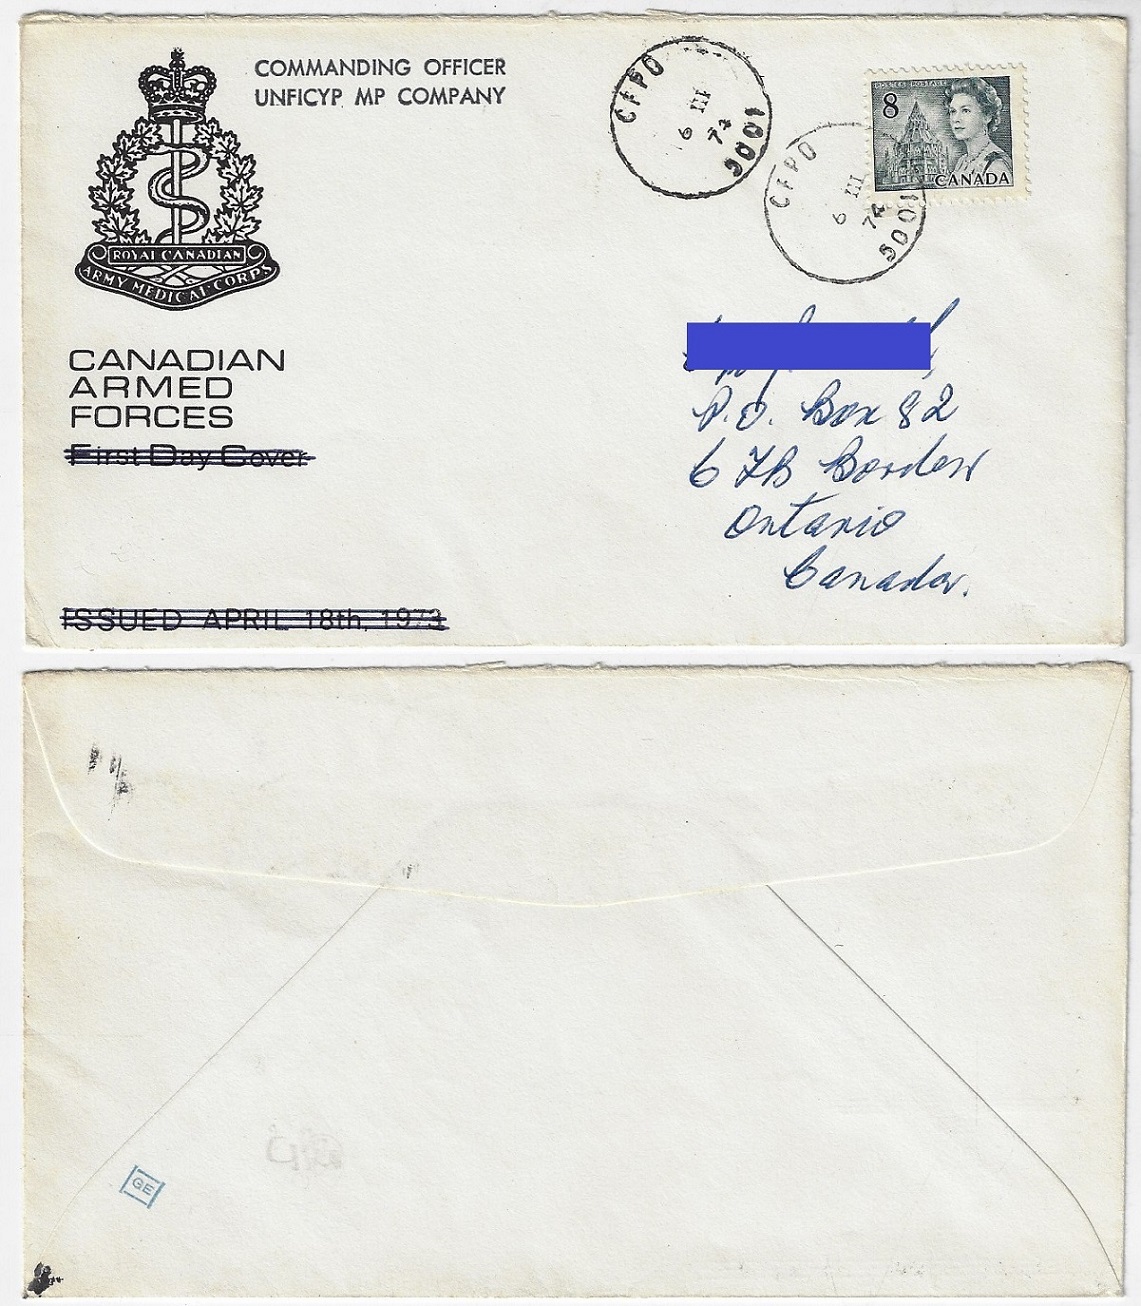 COMMANDING OFFICER
UNFICYP MP COMPANY
ROYAL CANADIAN
ARMY MEDICAL CORPS
CANADIAN
ARMED
FORCES
First Day Cover
ISSUED APRIL 18th, 1973
CFPO
6 III 74
5001
CFPO
6 III 74
5001
POSTES POSTAGE
8
CANADA
P.O. Box 82
CFB Borden
Ontario
Canada.
GE